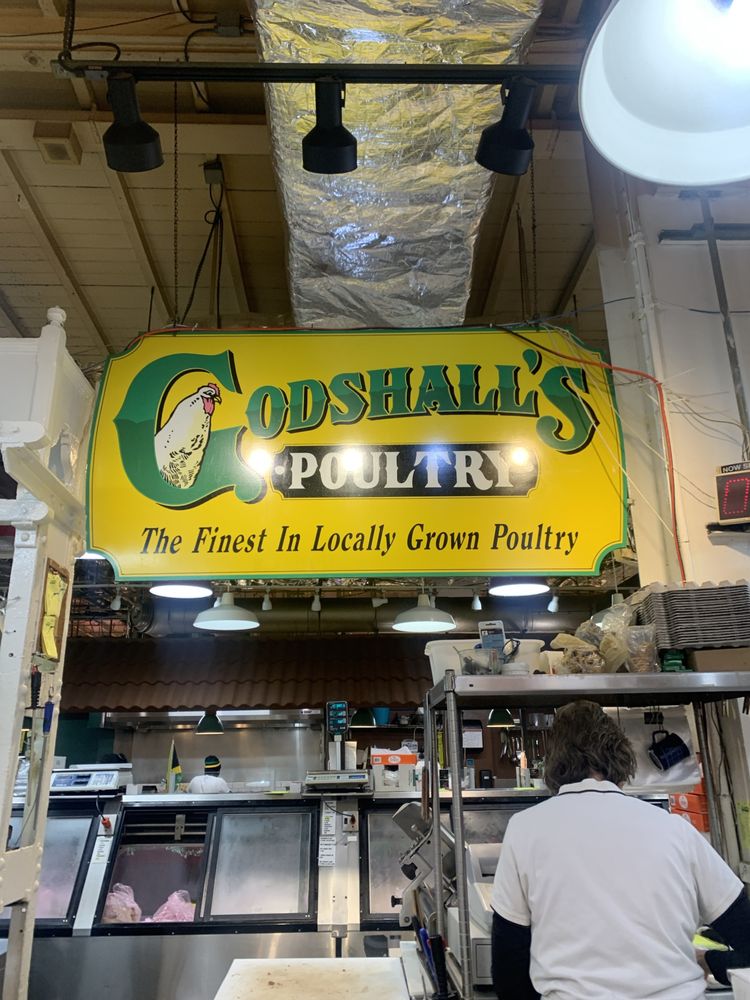 GODSHALL'S
·POULTRY·
The Finest In Locally Grown Poultry